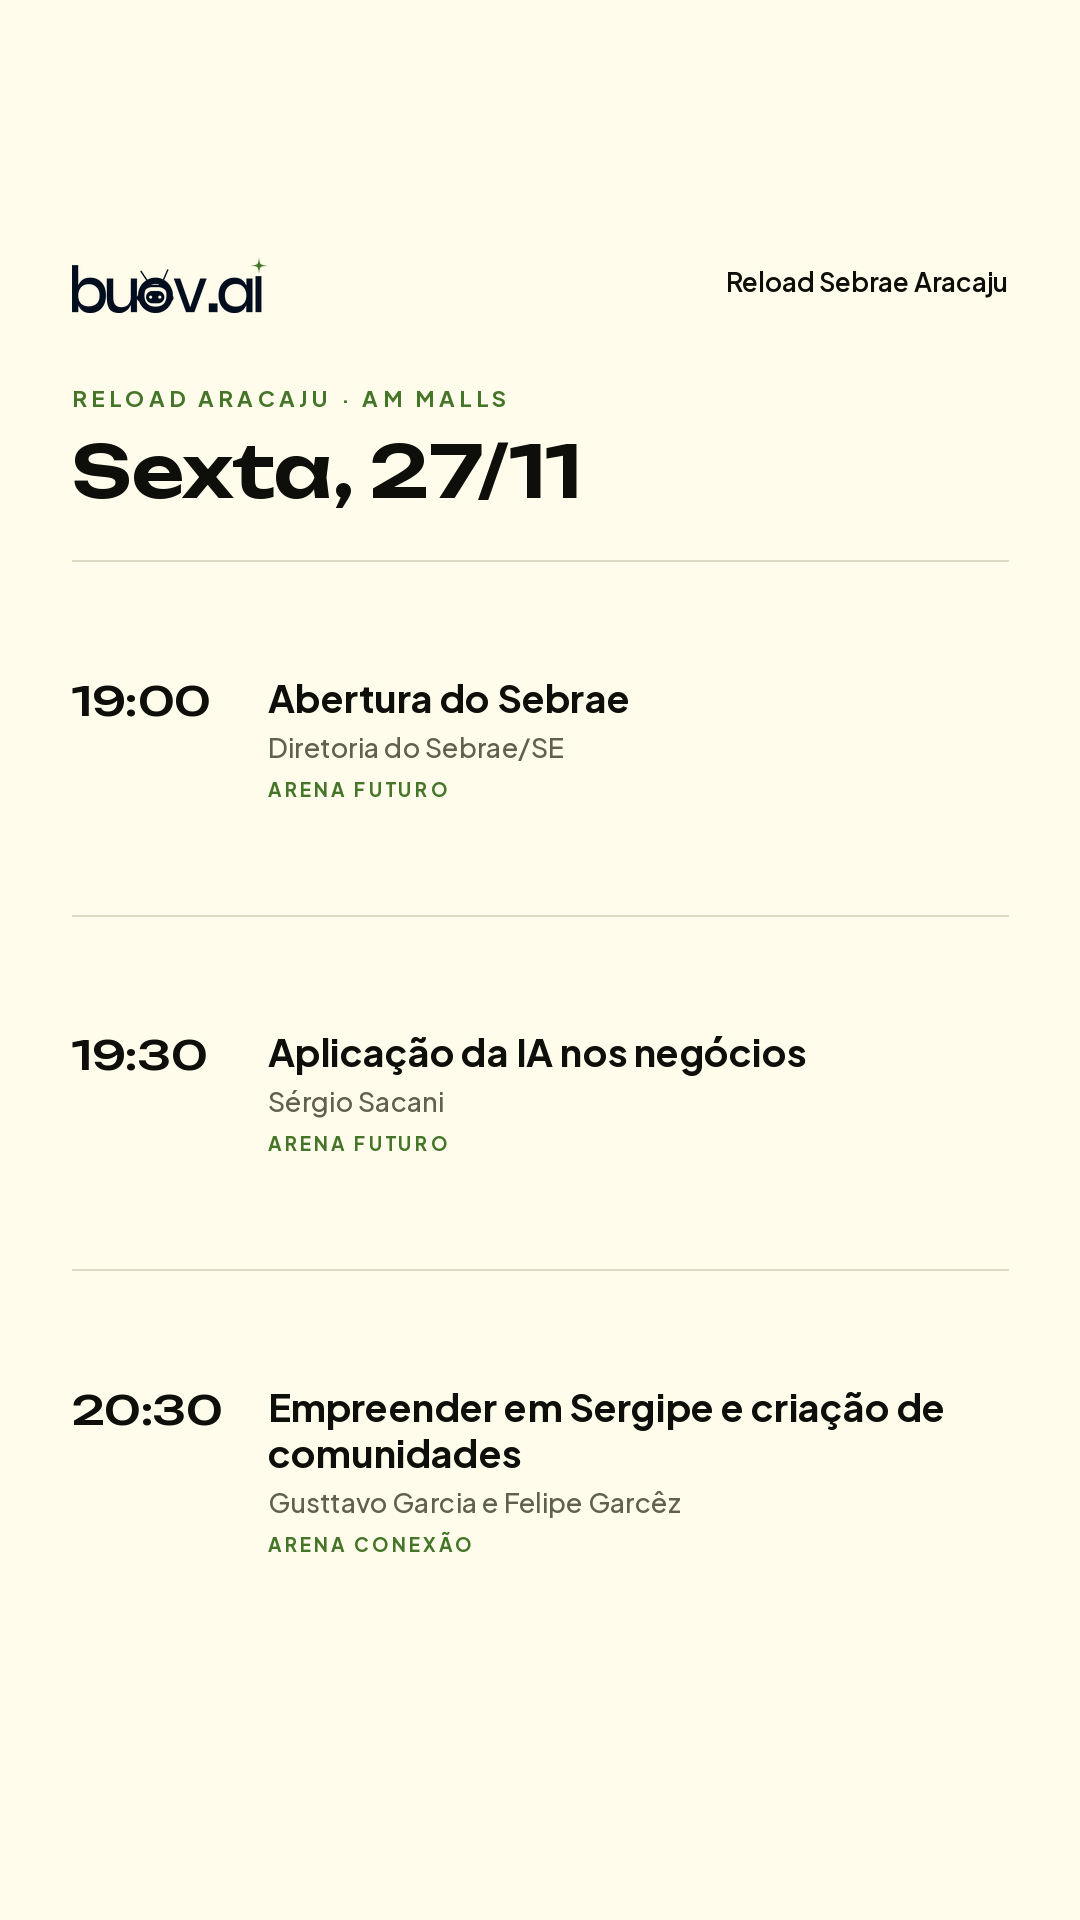 buov.ai
Reload Sebrae Aracaju
RELOAD ARACAJU · AM MALLS
Sexta, 27/11
19:00
Abertura do Sebrae
Diretoria do Sebrae/SE
ARENA FUTURO
19:30
Aplicação da IA nos negócios
Sérgio Sacani
ARENA FUTURO
20:30
Empreender em Sergipe e criação de
comunidades
Gusttavo Garcia e Felipe Garcêz
ARENA CONEXÃO